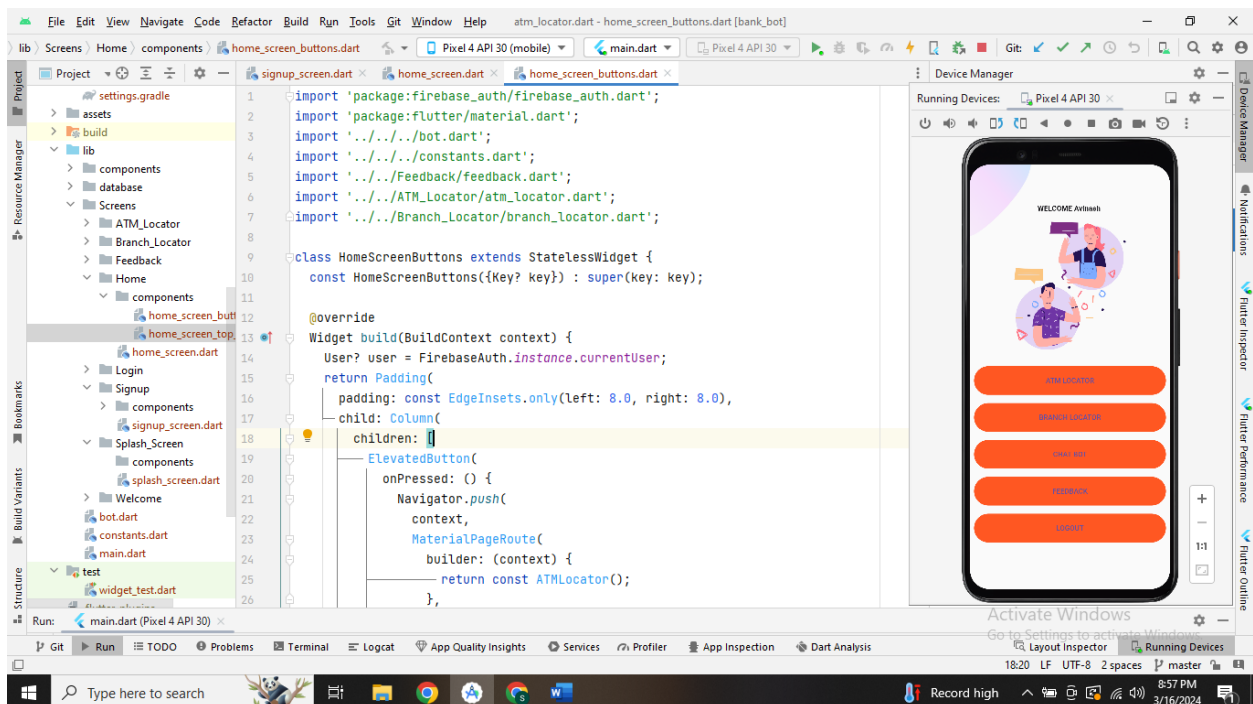 File Edit View Navigate Code Refactor Build Run Tools Git Window Help atm_locator.dart - home_screen_buttons.dart [bank_bot]
lib Screens Home components home_screen_buttons.dart Pixel 4 API 30 (mobile) main.dart Pixel 4 API 30 Git:
Project signup_screen.dart home_screen.dart home_screen_buttons.dart Device Manager
Running Devices: Pixel 4 API 30
Project
Resource Manager
Bookmarks
Build Variants
Structure
settings.gradle
assets
build
lib
components
database
Screens
ATM_Locator
Branch_Locator
Feedback
Home
components
home_screen_butt
home_screen_top_
home_screen.dart
Login
Signup
components
signup_screen.dart
Splash_Screen
components
splash_screen.dart
Welcome
bot.dart
constants.dart
main.dart
test
widget_test.dart
1 import 'package:firebase_auth/firebase_auth.dart';
2 import 'package:flutter/material.dart';
3 import '../../../bot.dart';
4 import '../../../constants.dart';
5 import '../../Feedback/feedback.dart';
6 import '../../ATM_Locator/atm_locator.dart';
7 import '../../Branch_Locator/branch_locator.dart';
8
9 class HomeScreenButtons extends StatelessWidget {
10 const HomeScreenButtons({Key? key}) : super(key: key);
11
12 @override
13 Widget build(BuildContext context) {
14 User? user = FirebaseAuth.instance.currentUser;
15 return Padding(
16 padding: const EdgeInsets.only(left: 8.0, right: 8.0),
17 child: Column(
18 children: [
19 ElevatedButton(
20 onPressed: () {
21 Navigator.push(
22 context,
23 MaterialPageRoute(
24 builder: (context) {
25 return const ATMLocator();
26 },
WELCOME Avinash
ATM LOCATOR
BRANCH LOCATOR
CHAT BOT
FEEDBACK
LOGOUT
1:1
Device Manager
Notifications
Flutter Inspector
Flutter Performance
Flutter Outline
Run: main.dart (Pixel 4 API 30)
Activate Windows
Go to Settings to activate Windows.
Git Run TODO Problems Terminal Logcat App Quality Insights Services Profiler App Inspection Dart Analysis Layout Inspector Running Devices
18:20 LF UTF-8 2 spaces master
Type here to search Record high 8:57 PM
3/16/2024